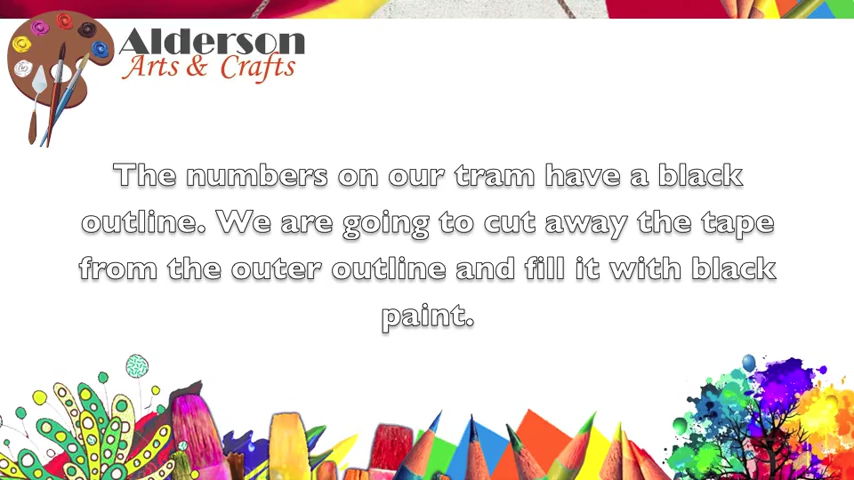 Alderson
Arts & Crafts
The numbers on our tram have a black
outline. We are going to cut away the tape
from the outer outline and fill it with black
paint.